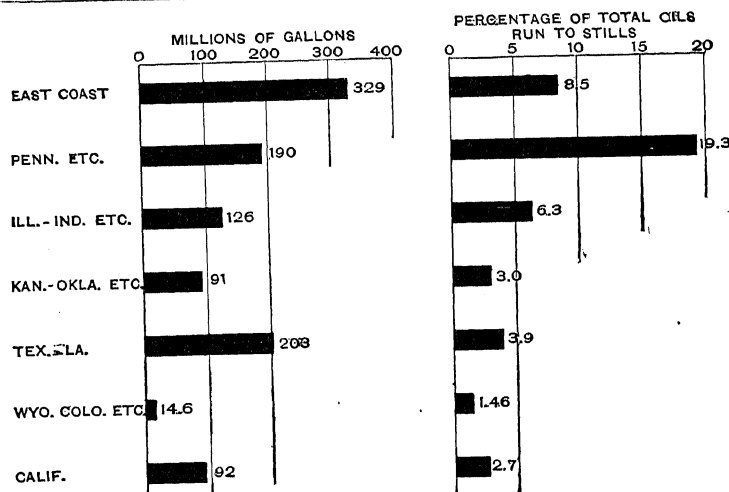 MILLIONS OF GALLONS
0 100 200 300 400
PERCENTAGE OF TOTAL OILS
RUN TO STILLS
0 5 10 15 20
EAST COAST 329 8.5
PENN. ETC. 190 19.3
ILL.-IND. ETC. 126 6.3
KAN.-OKLA. ETC. 91 3.0
TEX. LA. 203 3.9
WYO. COLO. ETC. 14.6 1.46
CALIF. 92 2.7